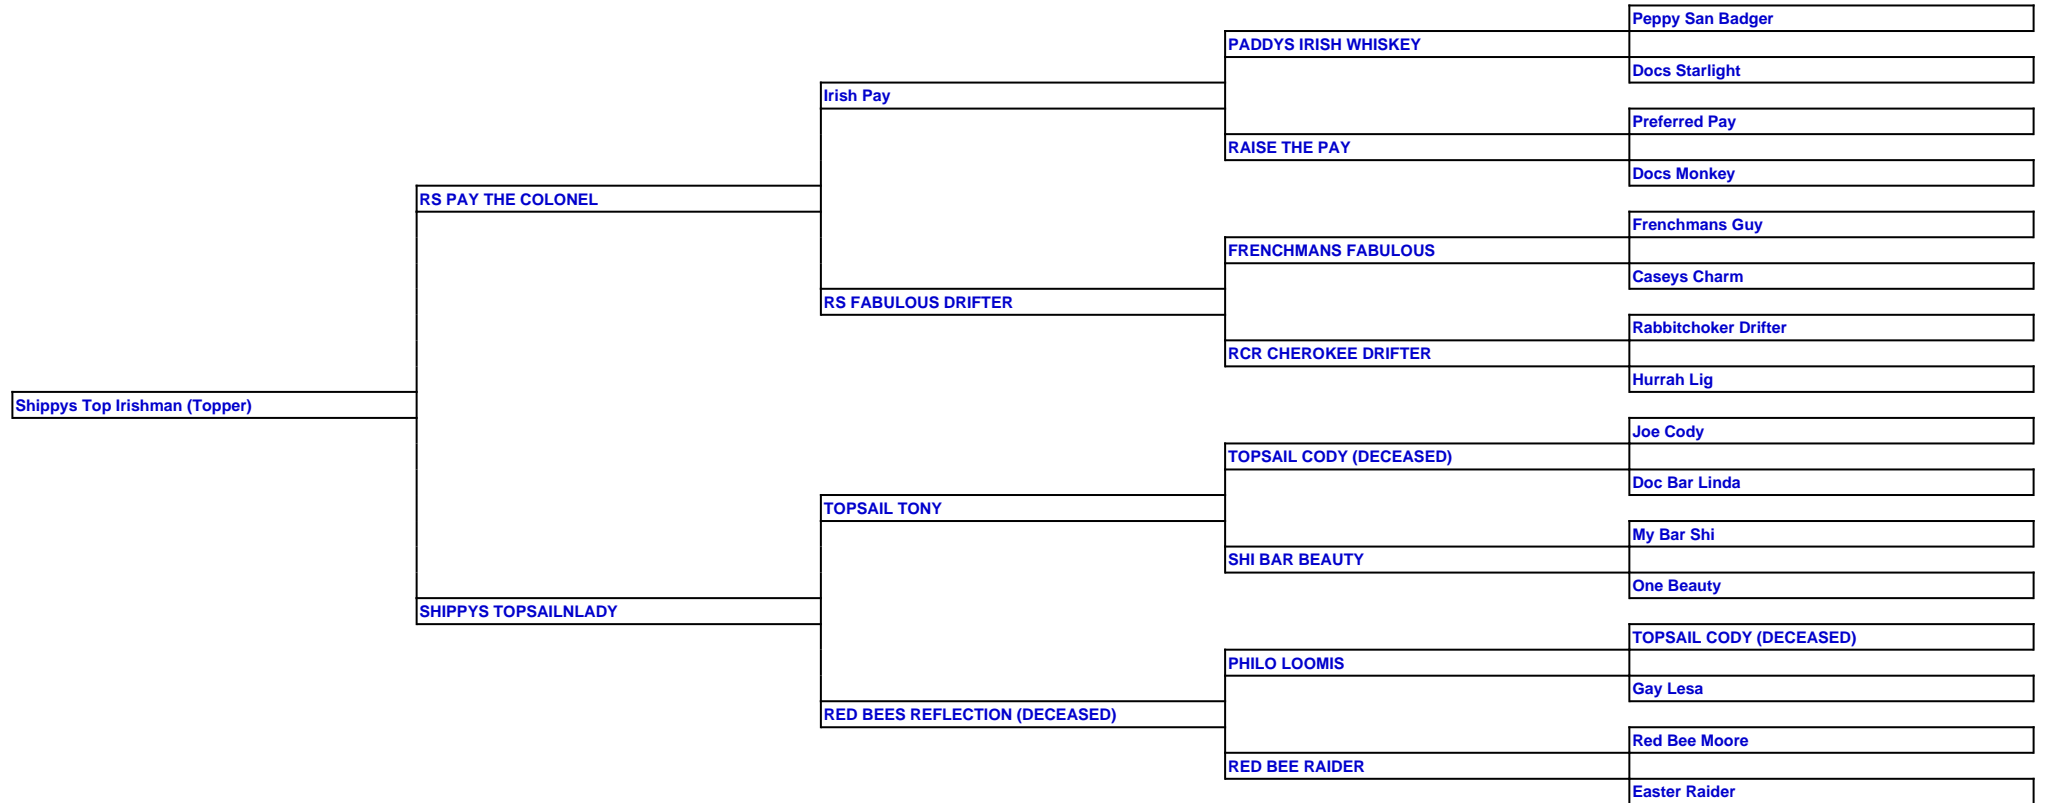 Peppy San Badger
PADDYS IRISH WHISKEY
Docs Starlight
Irish Pay
Preferred Pay
RAISE THE PAY
Docs Monkey
RS PAY THE COLONEL
Frenchmans Guy
FRENCHMANS FABULOUS
Caseys Charm
RS FABULOUS DRIFTER
Rabbitchoker Drifter
RCR CHEROKEE DRIFTER
Hurrah Lig
Shippys Top Irishman (Topper)
Joe Cody
TOPSAIL CODY (DECEASED)
Doc Bar Linda
TOPSAIL TONY
My Bar Shi
SHI BAR BEAUTY
One Beauty
SHIPPYS TOPSAILNLADY
TOPSAIL CODY (DECEASED)
PHILO LOOMIS
Gay Lesa
RED BEES REFLECTION (DECEASED)
Red Bee Moore
RED BEE RAIDER
Easter Raider